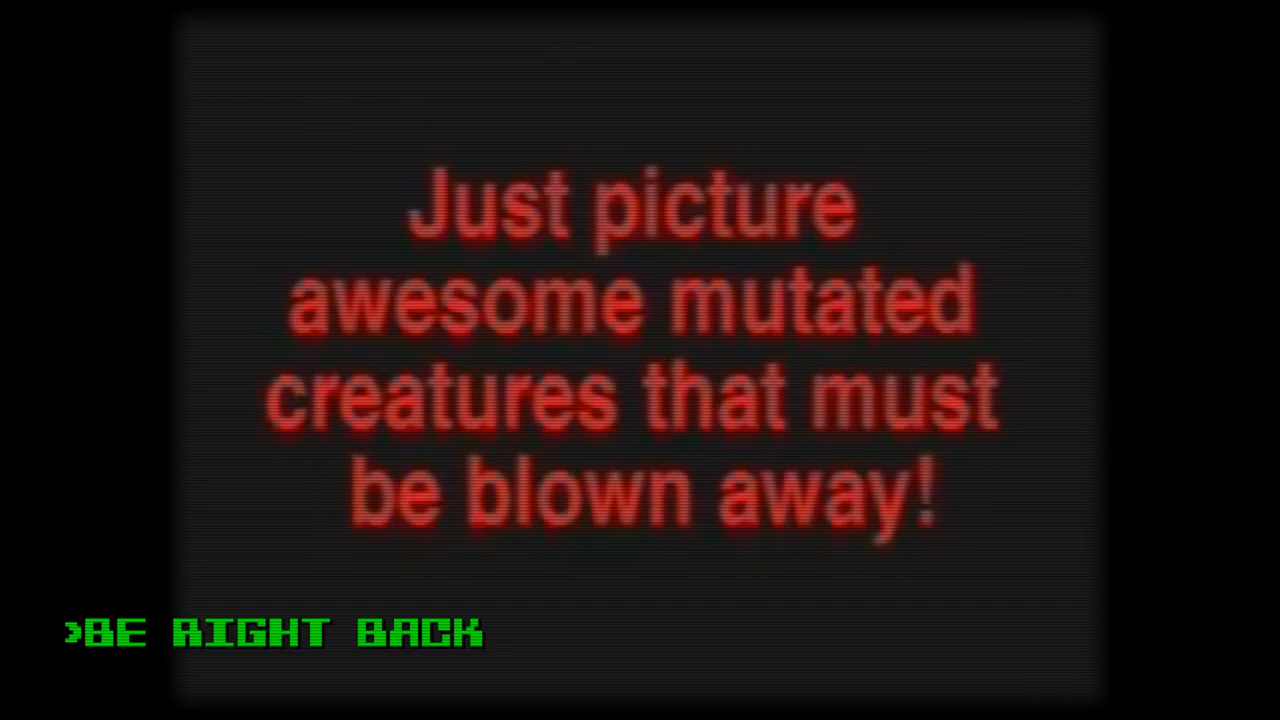 Just picture
awesome mutated
creatures that must
be blown away!
>BE RIGHT BACK